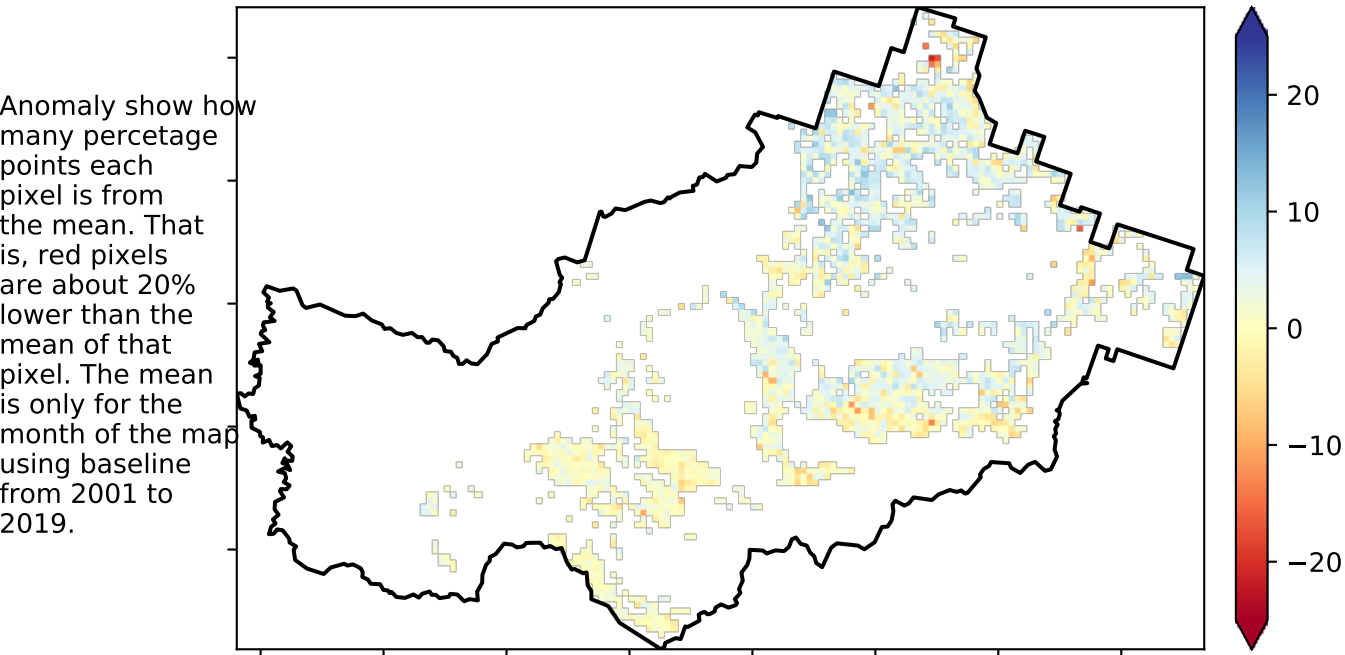 Anomaly show how
many percetage
points each
pixel is from
the mean. That
is, red pixels
are about 20%
lower than the
mean of that
pixel. The mean
is only for the
month of the map
using baseline
from 2001 to
2019.
20
10
0
−10
−20